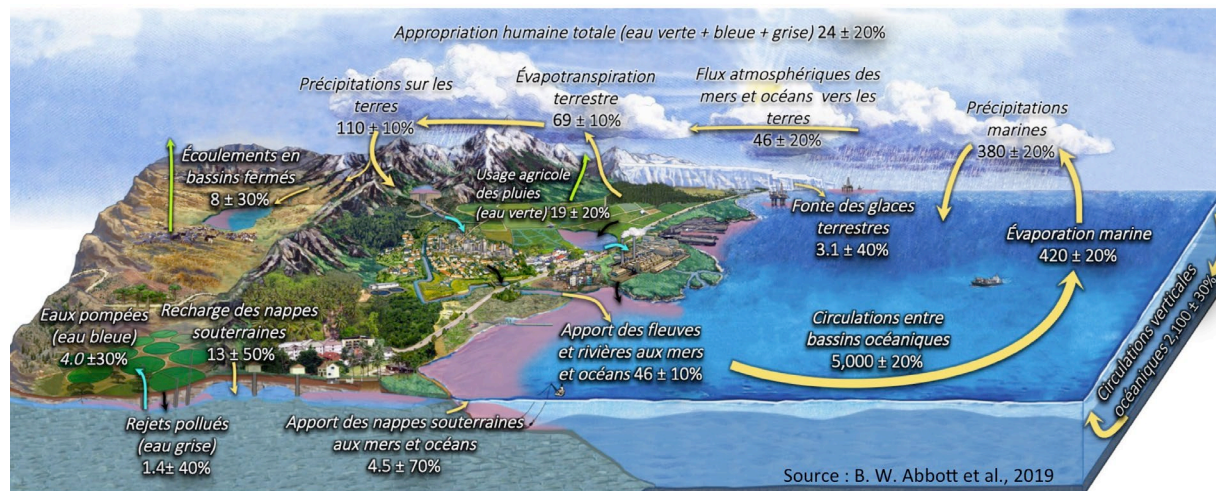 Appropriation humaine totale (eau verte + bleue + grise) 24 ± 20%
Précipitations sur les
terres
110 ± 10%
Évapotranspiration
terrestre
69 ± 10%
Flux atmosphériques des
mers et océans vers les
terres
46 ± 20%
Précipitations
marines
380 ± 20%
Écoulements en
bassins fermés
8 ± 30%
Usage agricole
des pluies
(eau verte) 19 ± 20%
Fonte des glaces
terrestres
3.1 ± 40%
Évaporation marine
420 ± 20%
Eaux pompées
(eau bleue)
4.0 ±30%
Recharge des nappes
souterraines
13 ± 50%
Apport des fleuves
et rivières aux mers
et océans 46 ± 10%
Circulations entre
bassins océaniques
5,000 ± 20%
Circulations verticales
océaniques 2,100 ± 30%
Rejets pollués
(eau grise)
1.4± 40%
Apport des nappes souterraines
aux mers et océans
4.5 ± 70%
Source : B. W. Abbott et al., 2019